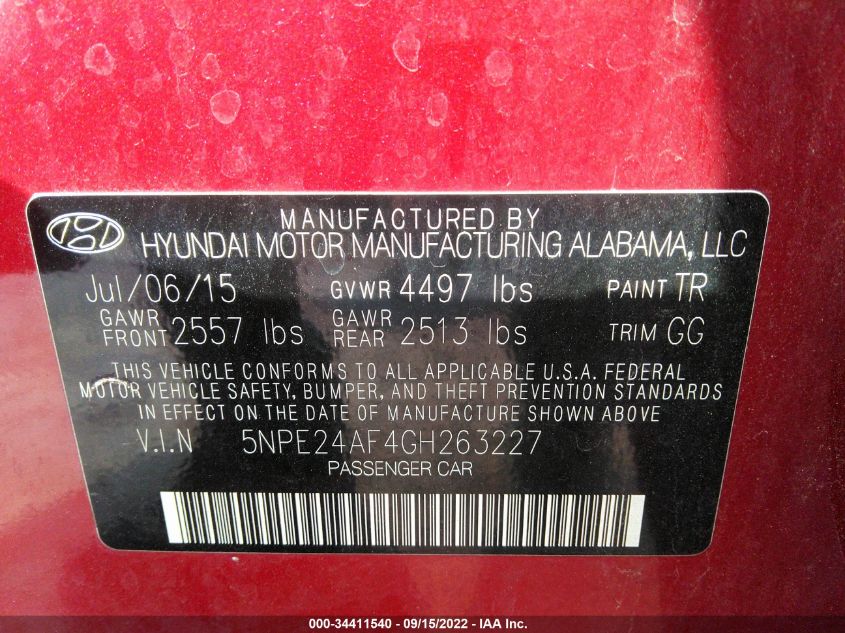 MANUFACTURED BY
HYUNDAI MOTOR MANUFACTURING ALABAMA, LLC
Jul/06/15 GVWR 4497 lbs PAINT TR
GAWR FRONT 2557 lbs GAWR REAR 2513 lbs TRIM GG
THIS VEHICLE CONFORMS TO ALL APPLICABLE U.S.A. FEDERAL
MOTOR VEHICLE SAFETY, BUMPER, AND THEFT PREVENTION STANDARDS
IN EFFECT ON THE DATE OF MANUFACTURE SHOWN ABOVE
V.I.N 5NPE24AF4GH263227
PASSENGER CAR
000-34411540 - 09/15/2022 - IAA Inc.